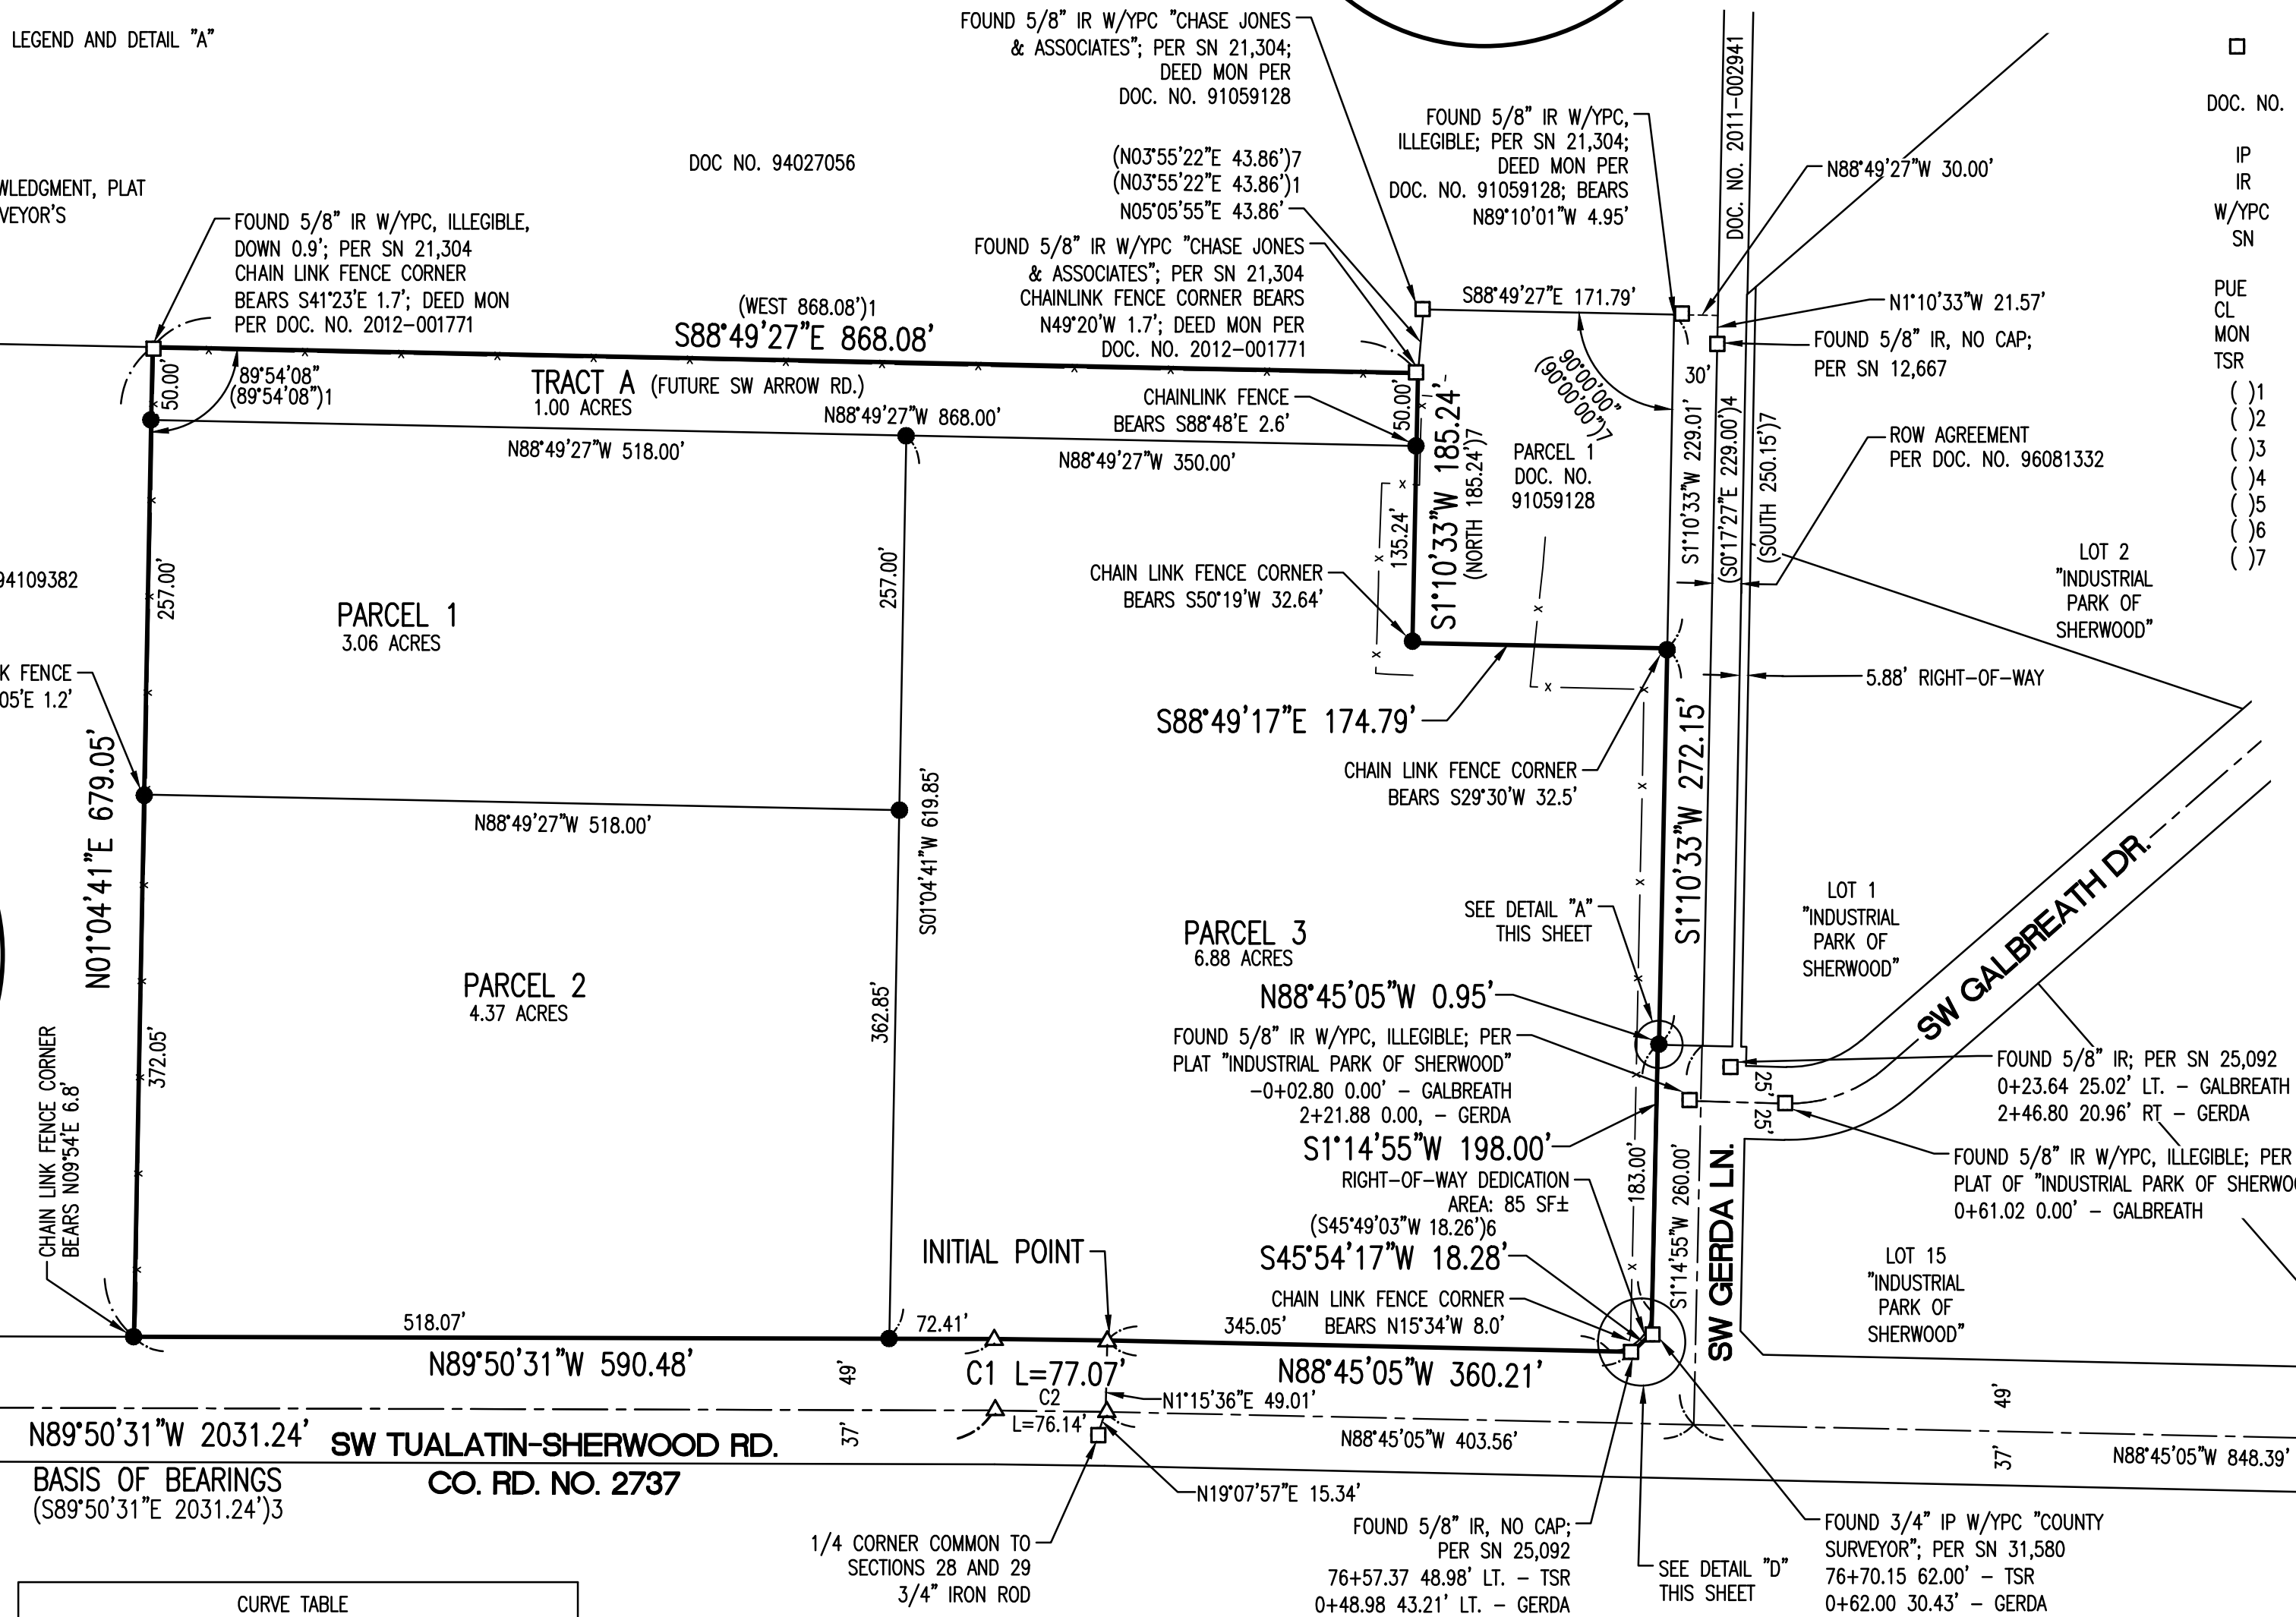 LEGEND AND DETAIL "A"
WLEDGMENT, PLAT
VEYOR'S
FOUND 5/8" IR W/YPC, ILLEGIBLE,
DOWN 0.9'; PER SN 21,304
CHAIN LINK FENCE CORNER
BEARS S41°23'E 1.7'; DEED MON
PER DOC. NO. 2012-001771
DOC NO. 94027056
FOUND 5/8" IR W/YPC "CHASE JONES
& ASSOCIATES"; PER SN 21,304;
DEED MON PER
DOC. NO. 91059128
(N03°55'22"E 43.86')7
(N03°55'22"E 43.86')1
N05°05'55"E 43.86'
FOUND 5/8" IR W/YPC "CHASE JONES
& ASSOCIATES"; PER SN 21,304
CHAINLINK FENCE CORNER BEARS
N49°20'W 1.7'; DEED MON PER
DOC. NO. 2012-001771
FOUND 5/8" IR W/YPC,
ILLEGIBLE; PER SN 21,304;
DEED MON PER
DOC. NO. 91059128; BEARS
N89°10'01"W 4.95'
DOC. NO. 2011-002941
N88°49'27"W 30.00'
N1°10'33"W 21.57'
FOUND 5/8" IR, NO CAP;
PER SN 12,667
ROW AGREEMENT
PER DOC. NO. 96081332
DOC. NO.
IP
IR
W/YPC
SN
PUE
CL
MON
TSR
( )1
( )2
( )3
( )4
( )5
( )6
( )7
(WEST 868.08')1
S88°49'27"E 868.08'
S88°49'27"E 171.79'
50.00'
89°54'08"
(89°54'08")1
TRACT A (FUTURE SW ARROW RD.)
1.00 ACRES
N88°49'27"W 868.00'
N88°49'27"W 518.00'
N88°49'27"W 350.00'
CHAINLINK FENCE
BEARS S88°48'E 2.6'
50.00'
S1°10'33"W 185.24'
(NORTH 185.24')7
135.24'
90°00'00"
(90°00'00")7
30'
PARCEL 1
DOC. NO.
91059128
S1°10'33"W 229.01'
(S0°17'27"E 229.00')4
(SOUTH 250.15')7
LOT 2
"INDUSTRIAL
PARK OF
SHERWOOD"
94109382
257.00'
257.00'
PARCEL 1
3.06 ACRES
CHAIN LINK FENCE CORNER
BEARS S50°19'W 32.64'
K FENCE
05'E 1.2'
N01°04'41"E 679.05'
S88°49'17"E 174.79'
5.88' RIGHT-OF-WAY
CHAIN LINK FENCE CORNER
BEARS S29°30'W 32.5'
S1°10'33"W 272.15'
N88°49'27"W 518.00'
S01°04'41"W 619.85'
SEE DETAIL "A"
THIS SHEET
PARCEL 3
6.88 ACRES
LOT 1
"INDUSTRIAL
PARK OF
SHERWOOD"
SW GALBREATH DR.
PARCEL 2
4.37 ACRES
N88°45'05"W 0.95'
362.85'
372.05'
CHAIN LINK FENCE CORNER
BEARS N09°54'E 6.8'
FOUND 5/8" IR W/YPC, ILLEGIBLE; PER
PLAT "INDUSTRIAL PARK OF SHERWOOD"
-0+02.80 0.00' - GALBREATH
2+21.88 0.00, - GERDA
FOUND 5/8" IR; PER SN 25,092
0+23.64 25.02' LT. - GALBREATH
2+46.80 20.96' RT - GERDA
25'
25'
S1°14'55"W 198.00'
RIGHT-OF-WAY DEDICATION
AREA: 85 SF±
183.00'
S1°14'55"W 260.00'
SW GERDA LN.
FOUND 5/8" IR W/YPC, ILLEGIBLE; PER
PLAT OF "INDUSTRIAL PARK OF SHERWO
0+61.02 0.00' - GALBREATH
(S45°49'03"W 18.26')6
S45°54'17"W 18.28'
INITIAL POINT
CHAIN LINK FENCE CORNER
BEARS N15°34'W 8.0'
LOT 15
"INDUSTRIAL
PARK OF
SHERWOOD"
518.07'
72.41'
345.05'
N89°50'31"W 590.48'
49'
C1 L=77.07'
N88°45'05"W 360.21'
C2
L=76.14'
N1°15'36"E 49.01'
49'
N89°50'31"W 2031.24'
SW TUALATIN-SHERWOOD RD.
37'
N88°45'05"W 403.56'
37'
N88°45'05"W 848.39'
BASIS OF BEARINGS
(S89°50'31"E 2031.24')3
CO. RD. NO. 2737
N19°07'57"E 15.34'
1/4 CORNER COMMON TO
SECTIONS 28 AND 29
3/4" IRON ROD
FOUND 5/8" IR, NO CAP;
PER SN 25,092
76+57.37 48.98' LT. - TSR
0+48.98 43.21' LT. - GERDA
SEE DETAIL "D"
THIS SHEET
FOUND 3/4" IP W/YPC "COUNTY
SURVEYOR"; PER SN 31,580
76+70.15 62.00' - TSR
0+62.00 30.43' - GERDA
CURVE TABLE